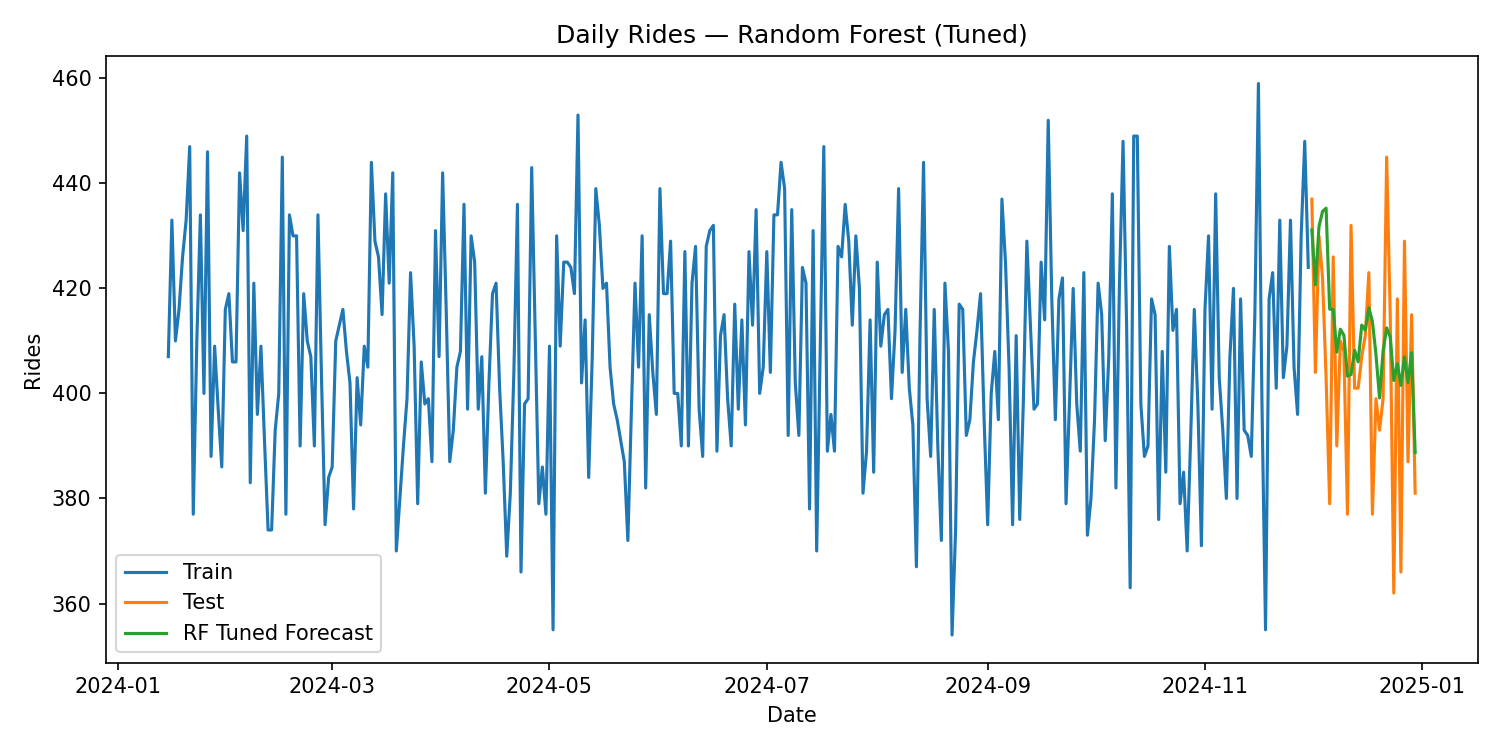 Daily Rides — Random Forest (Tuned)
460
440
420
400
380
360
Rides
Train
Test
RF Tuned Forecast
2024-01
2024-03
2024-05
2024-07
2024-09
2024-11
2025-01
Date